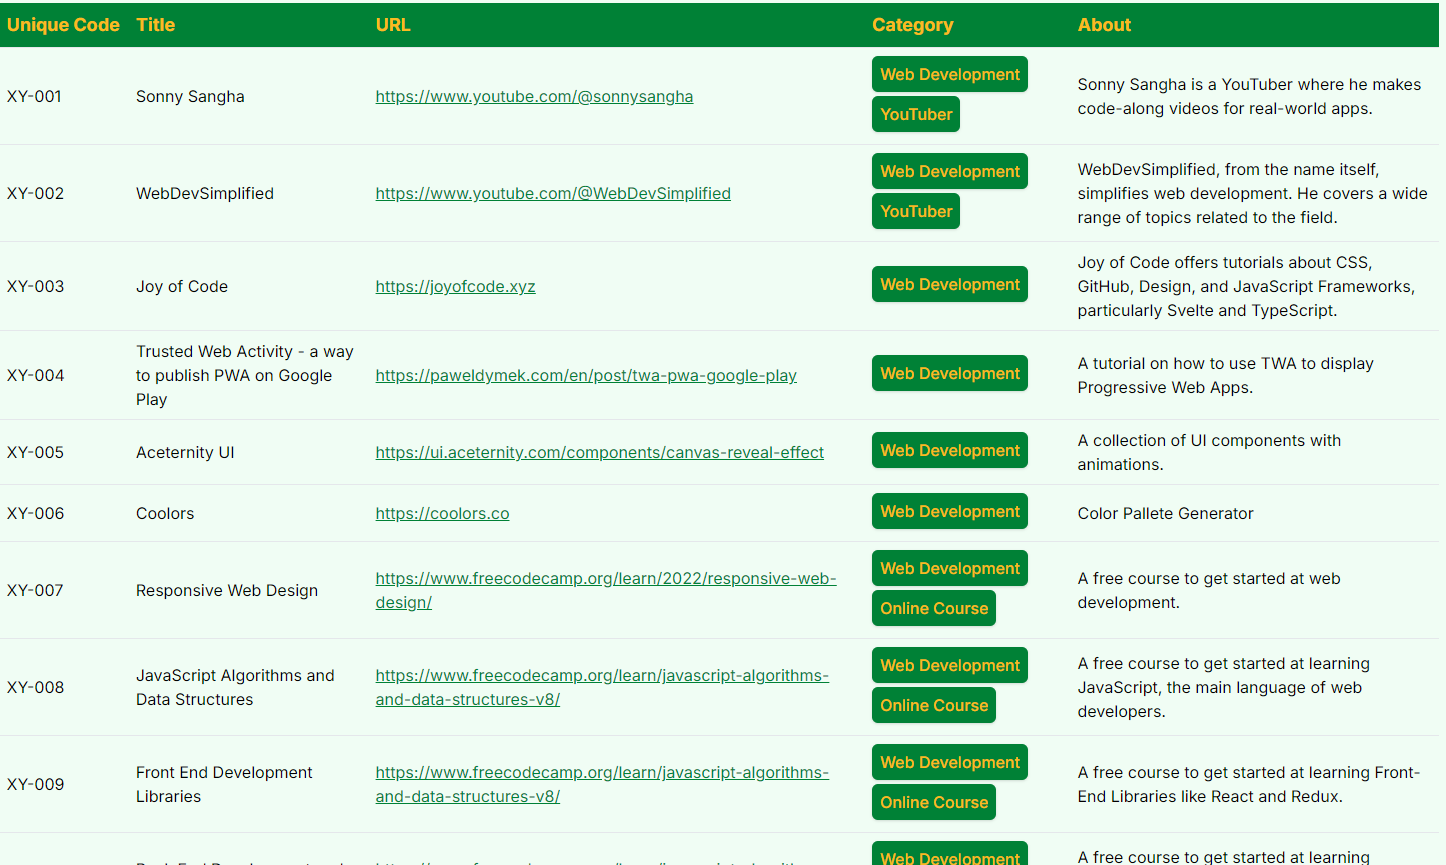 Unique Code Title URL Category About
XY-001
Sonny Sangha
https://www.youtube.com/@sonnysangha
Web Development
YouTuber
Sonny Sangha is a YouTuber where he makes
code-along videos for real-world apps.
XY-002
WebDevSimplified
https://www.youtube.com/@WebDevSimplified
Web Development
YouTuber
WebDevSimplified, from the name itself,
simplifies web development. He covers a wide
range of topics related to the field.
XY-003
Joy of Code
https://joyofcode.xyz
Web Development
Joy of Code offers tutorials about CSS,
GitHub, Design, and JavaScript Frameworks,
particularly Svelte and TypeScript.
XY-004
Trusted Web Activity - a way
to publish PWA on Google
Play
https://paweldymek.com/en/post/twa-pwa-google-play
Web Development
A tutorial on how to use TWA to display
Progressive Web Apps.
XY-005
Aceternity UI
https://ui.aceternity.com/components/canvas-reveal-effect
Web Development
A collection of UI components with
animations.
XY-006
Coolors
https://coolors.co
Web Development
Color Pallete Generator
XY-007
Responsive Web Design
https://www.freecodecamp.org/learn/2022/responsive-web-
design/
Web Development
Online Course
A free course to get started at web
development.
XY-008
JavaScript Algorithms and
Data Structures
https://www.freecodecamp.org/learn/javascript-algorithms-
and-data-structures-v8/
Web Development
Online Course
A free course to get started at learning
JavaScript, the main language of web
developers.
XY-009
Front End Development
Libraries
https://www.freecodecamp.org/learn/javascript-algorithms-
and-data-structures-v8/
Web Development
Online Course
A free course to get started at learning Front-
End Libraries like React and Redux.
Web Development
A free course to get started at learning